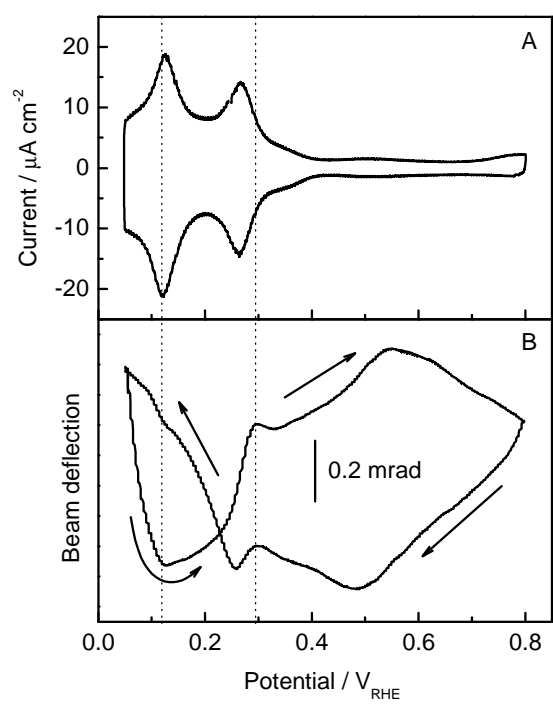 A
20
10
0
-10
-20
Current / μA cm⁻²
B
Beam deflection
0.2 mrad
0.0 0.2 0.4 0.6 0.8
Potential / V_RHE